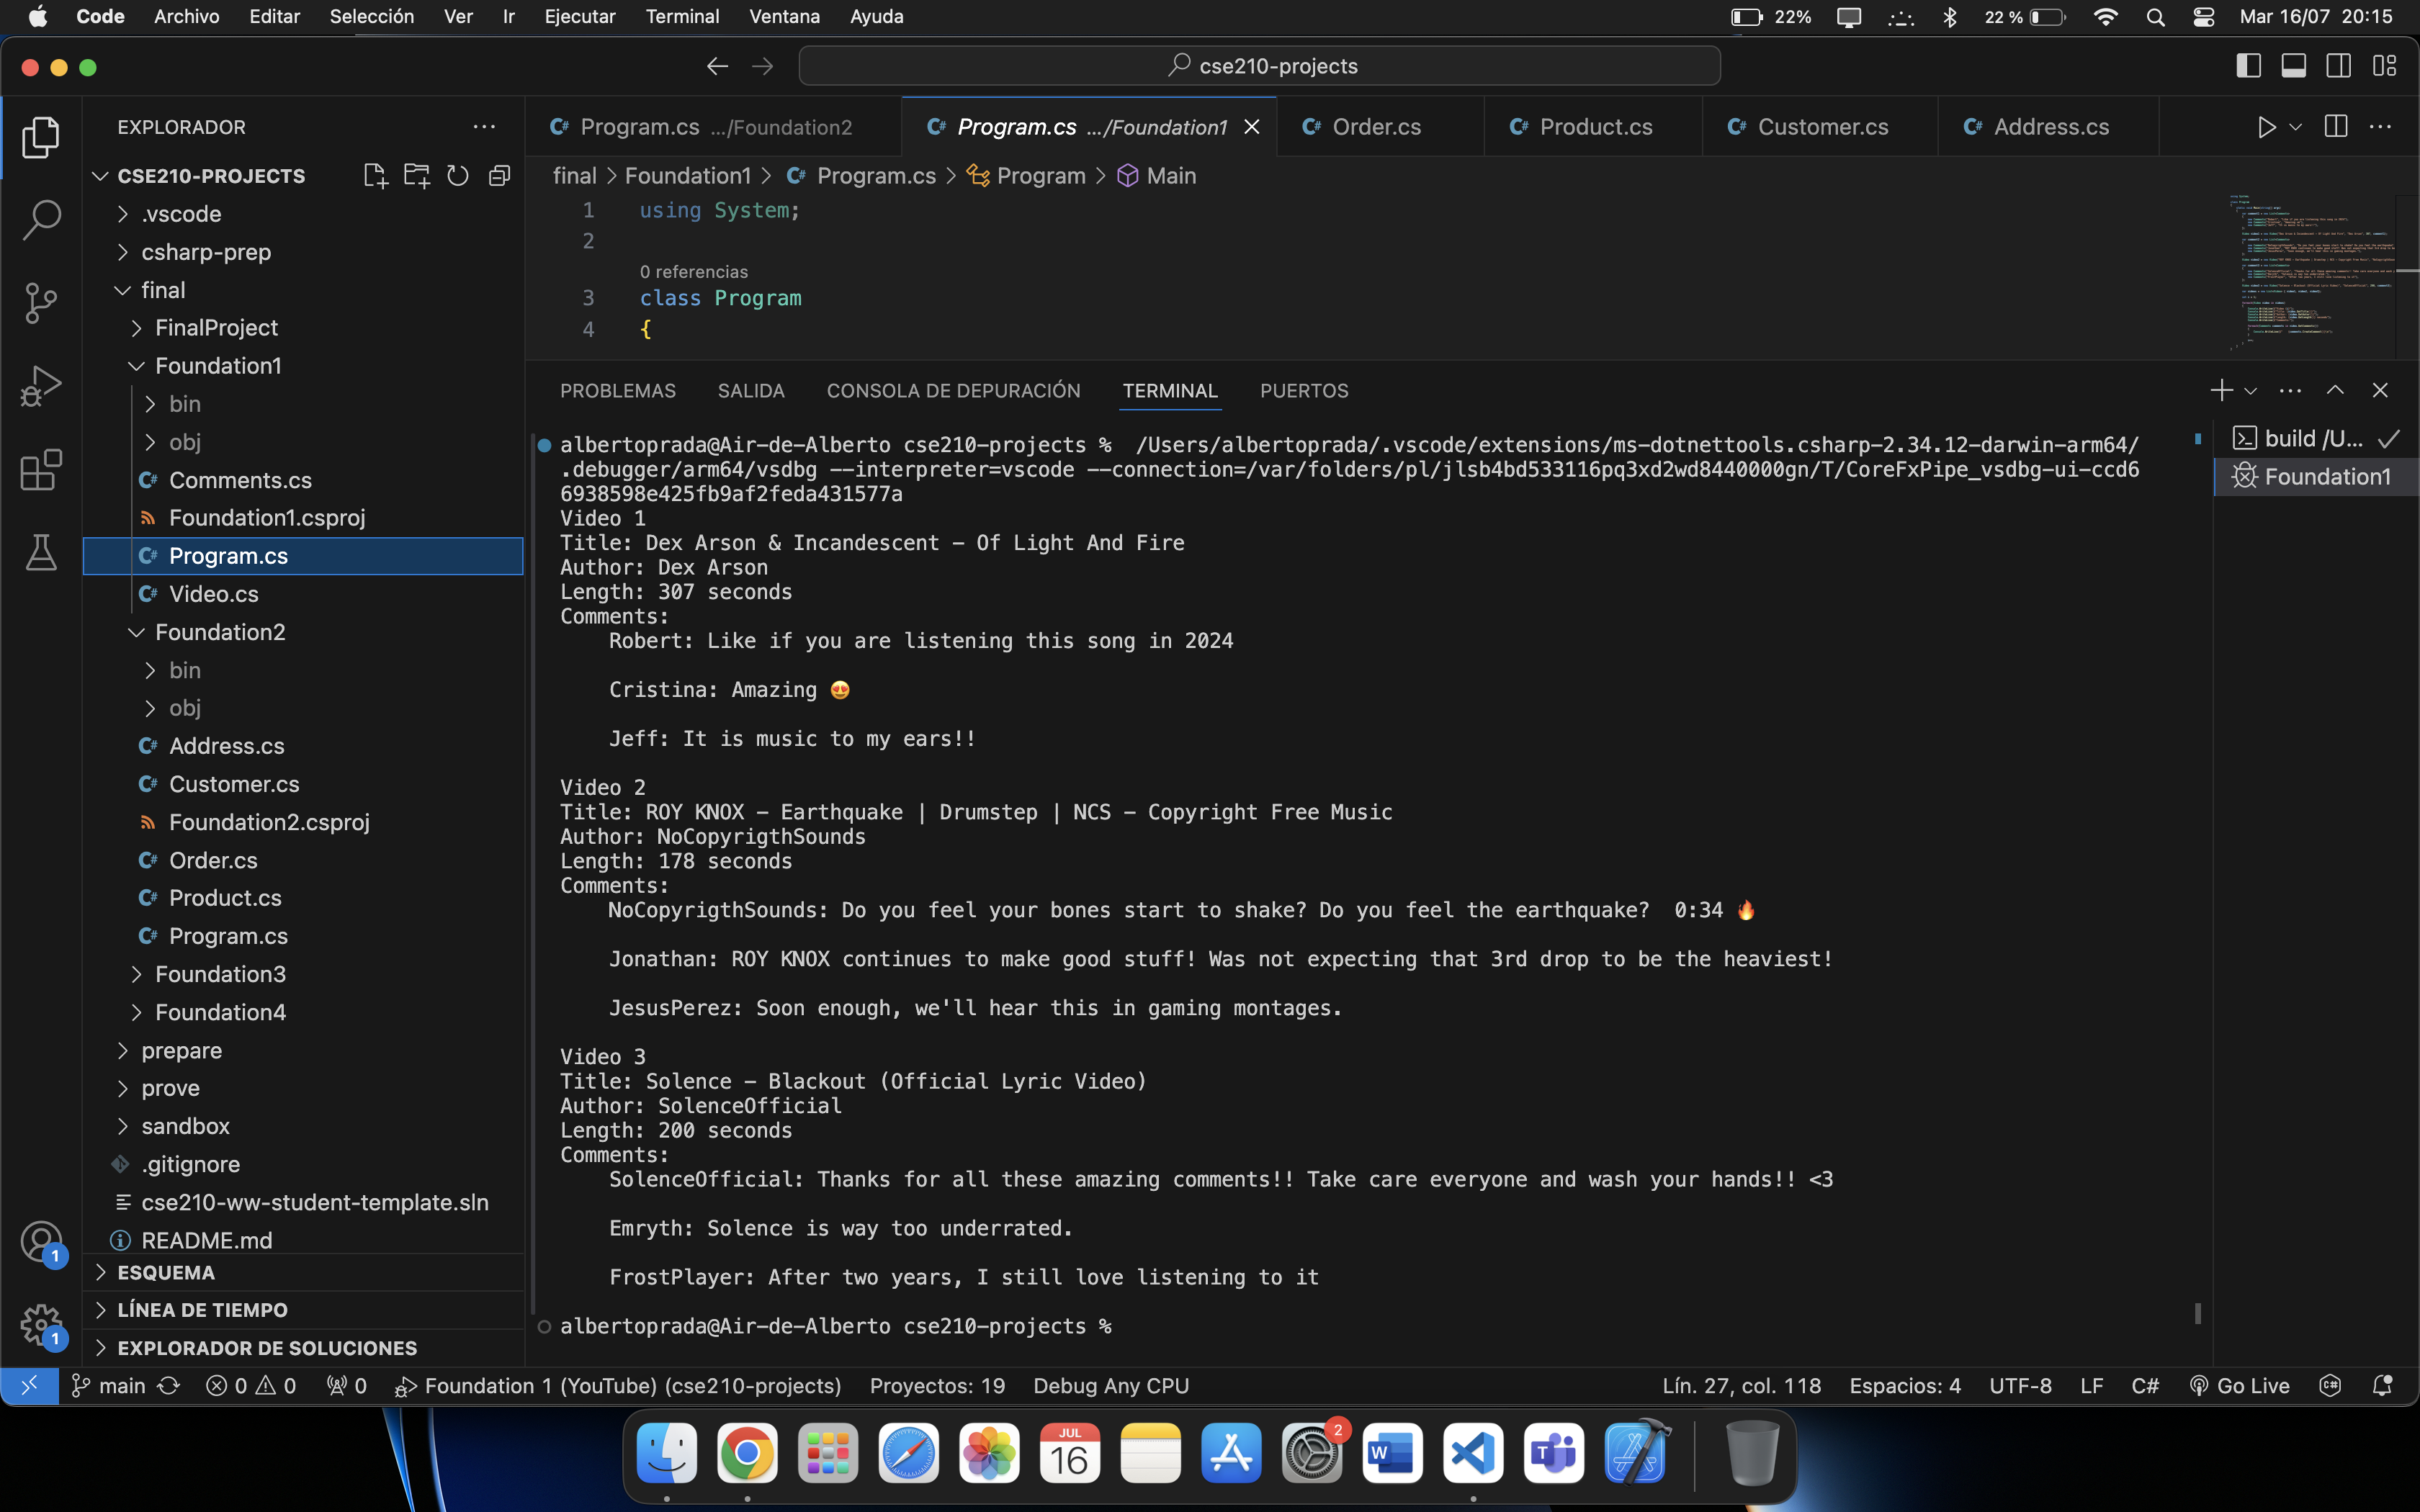 Code Archivo Editar Selección Ver Ir Ejecutar Terminal Ventana Ayuda 22% 22 % Mar 16/07 20:15
cse210-projects
EXPLORADOR
CSE210-PROJECTS
.vscode
csharp-prep
final
FinalProject
Foundation1
bin
obj
Comments.cs
Foundation1.csproj
Program.cs
Video.cs
Foundation2
bin
obj
Address.cs
Customer.cs
Foundation2.csproj
Order.cs
Product.cs
Program.cs
Foundation3
Foundation4
prepare
prove
sandbox
.gitignore
cse210-ww-student-template.sln
README.md
ESQUEMA
LÍNEA DE TIEMPO
EXPLORADOR DE SOLUCIONES
1
1
Program.cs .../Foundation2 Program.cs .../Foundation1 Order.cs Product.cs Customer.cs Address.cs
final > Foundation1 > Program.cs > Program > Main
1 using System;
2
0 referencias
3 class Program
4 {
PROBLEMAS SALIDA CONSOLA DE DEPURACIÓN TERMINAL PUERTOS
albertoprada@Air-de-Alberto cse210-projects % /Users/albertoprada/.vscode/extensions/ms-dotnettools.csharp-2.34.12-darwin-arm64/
.debugger/arm64/vsdbg --interpreter=vscode --connection=/var/folders/pl/jlsb4bd533116pq3xd2wd8440000gn/T/CoreFxPipe_vsdbg-ui-ccd6
6938598e425fb9af2feda431577a
Video 1
Title: Dex Arson & Incandescent - Of Light And Fire
Author: Dex Arson
Length: 307 seconds
Comments:
Robert: Like if you are listening this song in 2024
Cristina: Amazing 😍
Jeff: It is music to my ears!!
Video 2
Title: ROY KNOX - Earthquake | Drumstep | NCS - Copyright Free Music
Author: NoCopyrigthSounds
Length: 178 seconds
Comments:
NoCopyrigthSounds: Do you feel your bones start to shake? Do you feel the earthquake?  0:34 🔥
Jonathan: ROY KNOX continues to make good stuff! Was not expecting that 3rd drop to be the heaviest!
JesusPerez: Soon enough, we'll hear this in gaming montages.
Video 3
Title: Solence - Blackout (Official Lyric Video)
Author: SolenceOfficial
Length: 200 seconds
Comments:
SolenceOfficial: Thanks for all these amazing comments!! Take care everyone and wash your hands!! <3
Emryth: Solence is way too underrated.
FrostPlayer: After two years, I still love listening to it
albertoprada@Air-de-Alberto cse210-projects %
build /U...
Foundation1
main 0 0 0 Foundation 1 (YouTube) (cse210-projects) Proyectos: 19 Debug Any CPU Lín. 27, col. 118 Espacios: 4 UTF-8 LF C# Go Live
JUL
16
2
W
T